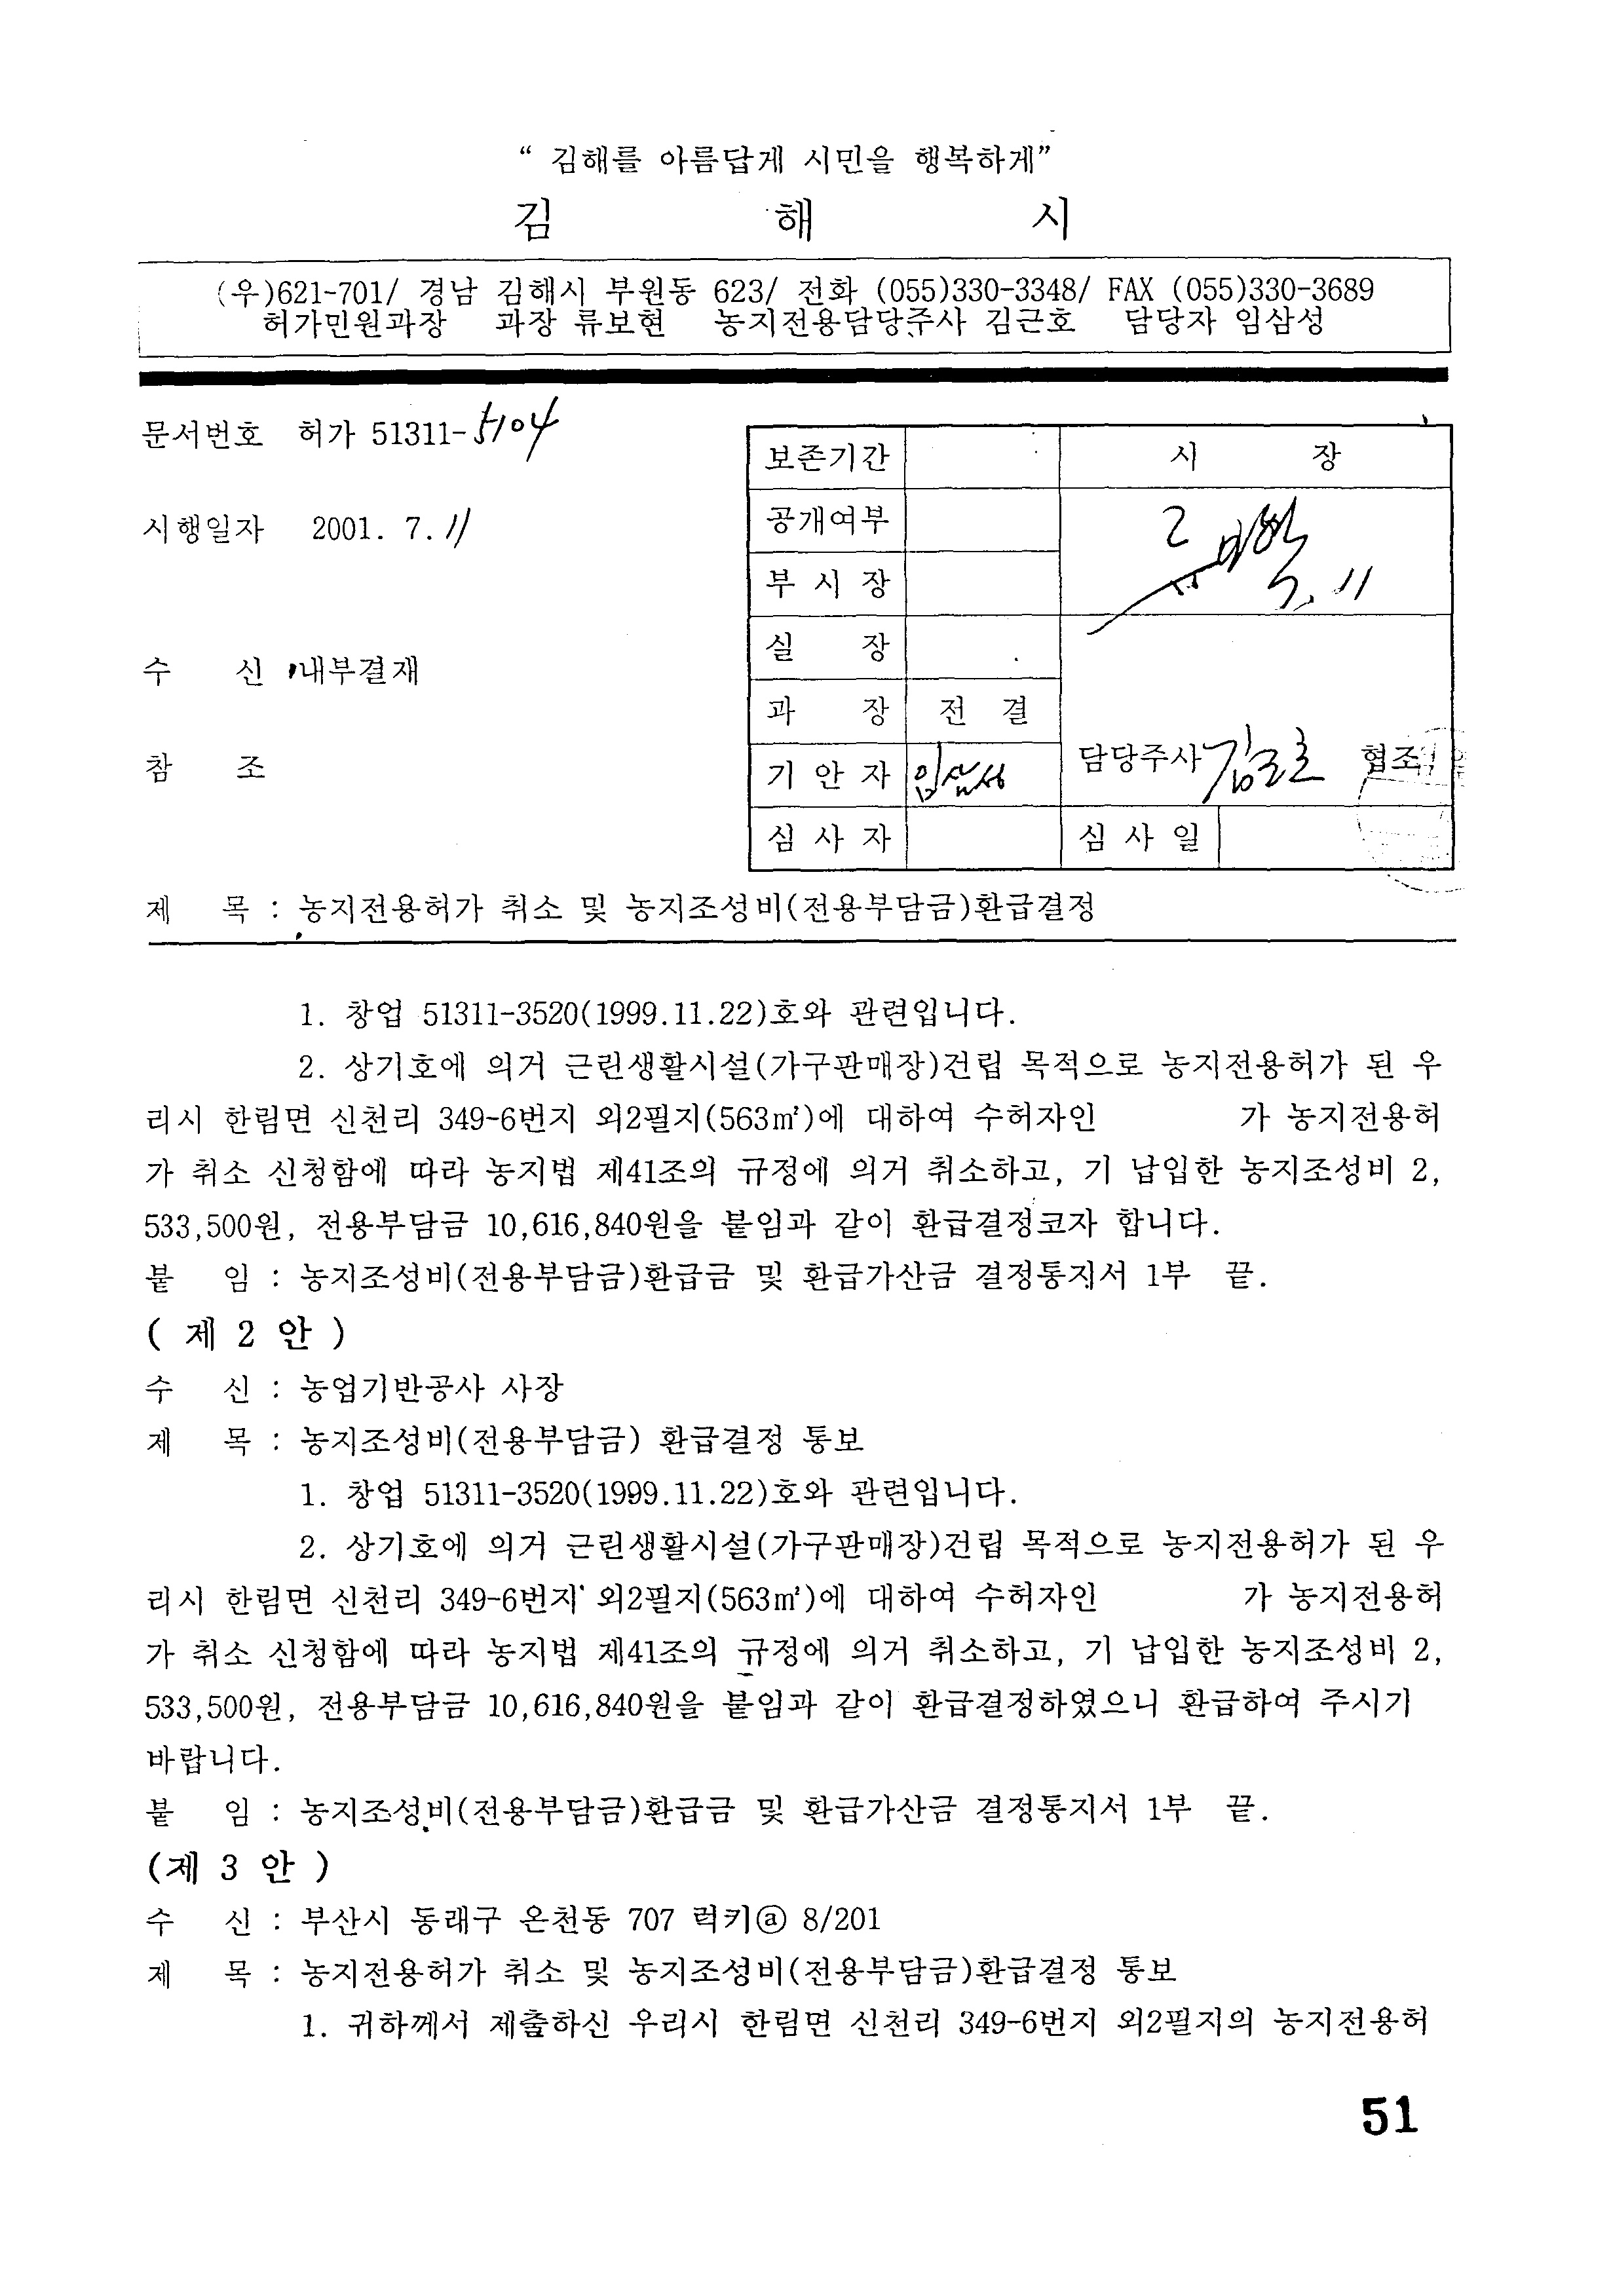 “ 김해를 아름답게 시민을 행복하게”
김 해 시
(우)621-701/ 경남 김해시 부원동 623/ 전화 (055)330-3348/ FAX (055)330-3689
허가민원과장 과장 류보현 농지전용담당주사 김근호 담당자 임삼성
문서번호 허가 51311-5104
시행일자 2001. 7. 11
수 신 내부결재
참 조
보존기간 시 장
공개여부
부 시 장 7. 11
실 장
과 장 전 결
기 안 자 임삼성 담당주사 김근호 협조
심 사 자 심 사 일
제 목 : 농지전용허가 취소 및 농지조성비(전용부담금)환급결정
1. 창업 51311-3520(1999.11.22)호와 관련입니다.
2. 상기호에 의거 근린생활시설(가구판매장)건립 목적으로 농지전용허가 된 우
리시 한림면 신천리 349-6번지 외2필지(563㎡)에 대하여 수허자인 가 농지전용허
가 취소 신청함에 따라 농지법 제41조의 규정에 의거 취소하고, 기 납입한 농지조성비 2,
533,500원, 전용부담금 10,616,840원을 붙임과 같이 환급결정코자 합니다.
붙 임 : 농지조성비(전용부담금)환급금 및 환급가산금 결정통지서 1부 끝.
( 제 2 안 )
수 신 : 농업기반공사 사장
제 목 : 농지조성비(전용부담금) 환급결정 통보
1. 창업 51311-3520(1999.11.22)호와 관련입니다.
2. 상기호에 의거 근린생활시설(가구판매장)건립 목적으로 농지전용허가 된 우
리시 한림면 신천리 349-6번지 외2필지(563㎡)에 대하여 수허자인 가 농지전용허
가 취소 신청함에 따라 농지법 제41조의 규정에 의거 취소하고, 기 납입한 농지조성비 2,
533,500원, 전용부담금 10,616,840원을 붙임과 같이 환급결정하였으니 환급하여 주시기
바랍니다.
붙 임 : 농지조성비(전용부담금)환급금 및 환급가산금 결정통지서 1부 끝.
(제 3 안 )
수 신 : 부산시 동래구 온천동 707 럭키ⓐ 8/201
제 목 : 농지전용허가 취소 및 농지조성비(전용부담금)환급결정 통보
1. 귀하께서 제출하신 우리시 한림면 신천리 349-6번지 외2필지의 농지전용허
51